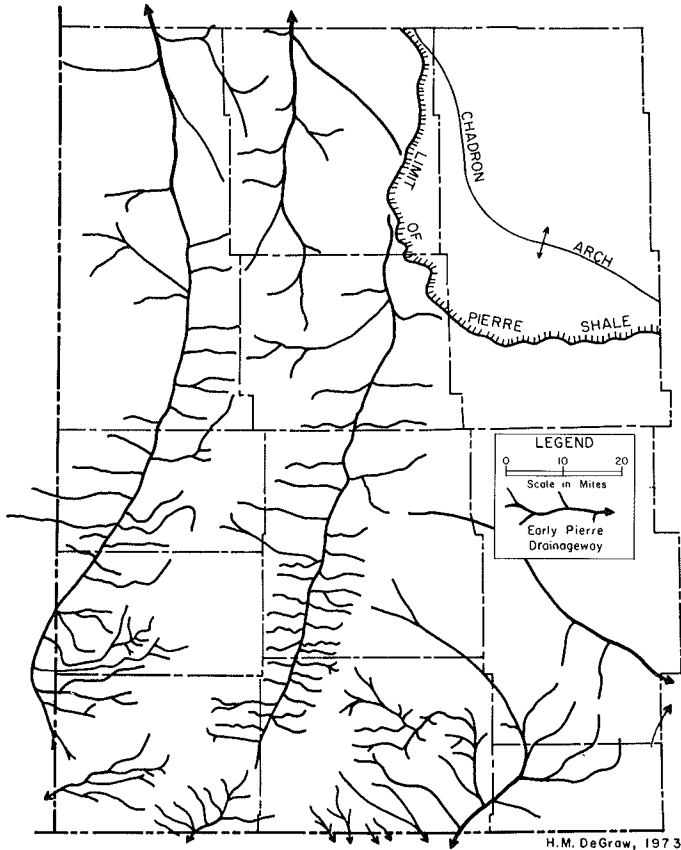 CHADRON
ARCH
LIMIT
OF
PIERRE SHALE
LEGEND
0 10 20
Scale in Miles
Early Pierre
Drainageway
H.M. DeGraw, 1973